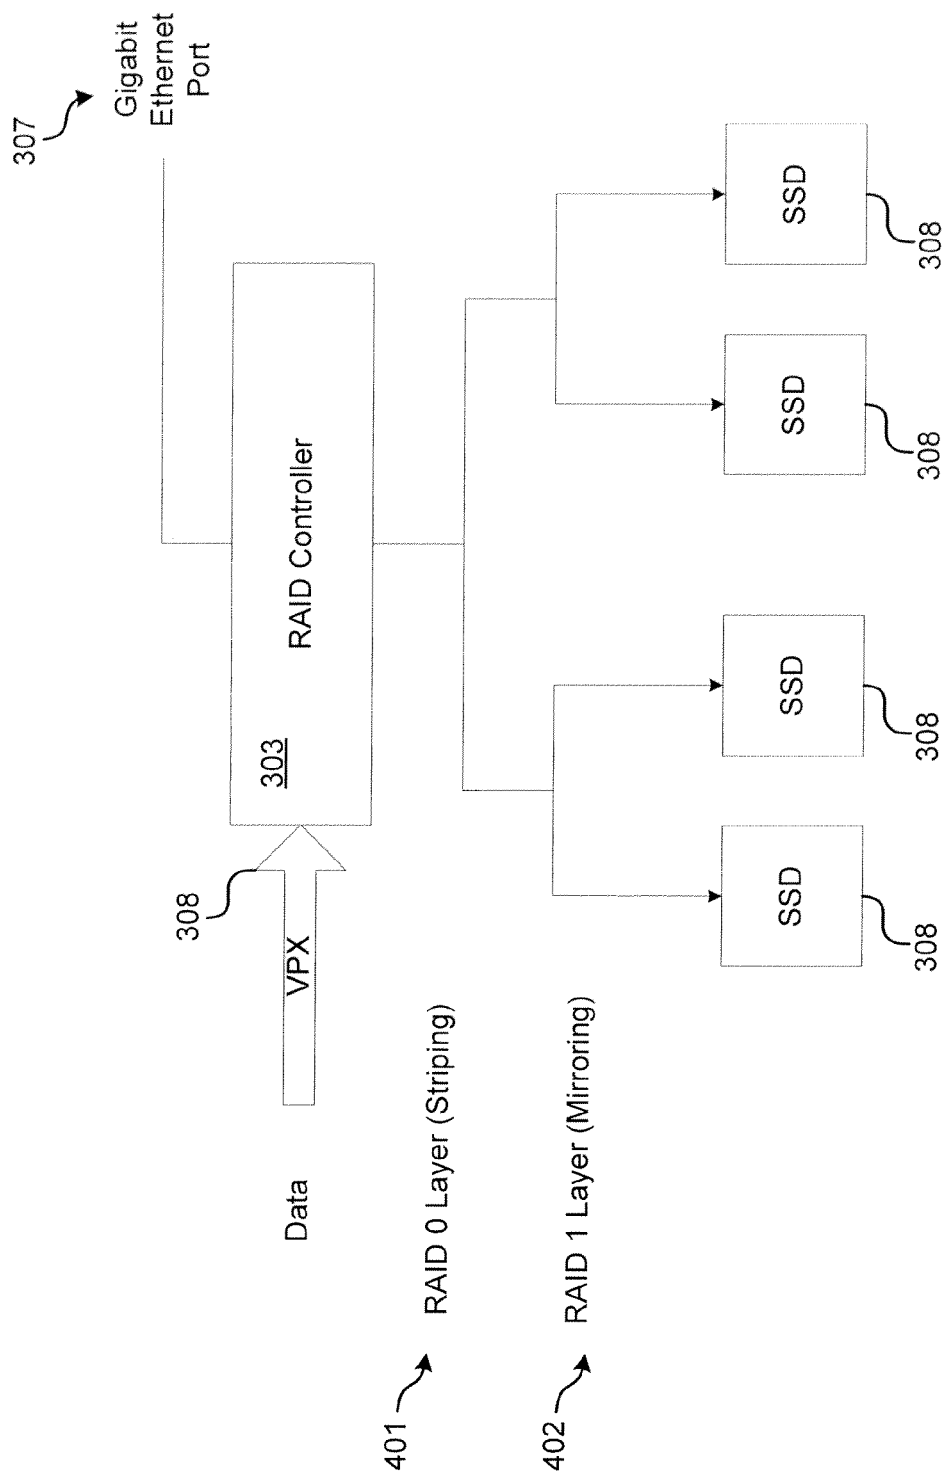 307
Gigabit
Ethernet
Port
308
Data
VPX
303
RAID Controller
401
RAID 0 Layer (Striping)
402
RAID 1 Layer (Mirroring)
SSD
SSD
SSD
SSD
308
308
308
308